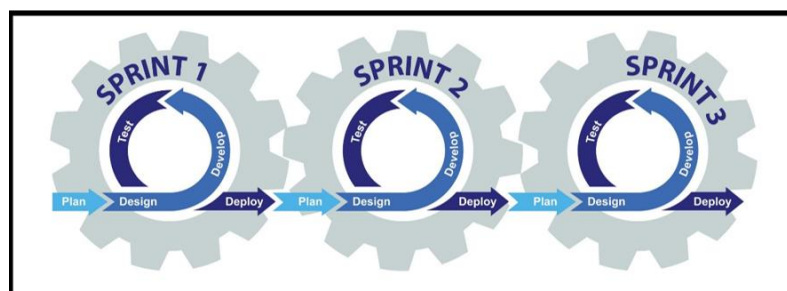 SPRINT 1
Test
Develop
Plan
Design
Deploy
SPRINT 2
Test
Develop
Plan
Design
Deploy
SPRINT 3
Test
Develop
Plan
Design
Deploy